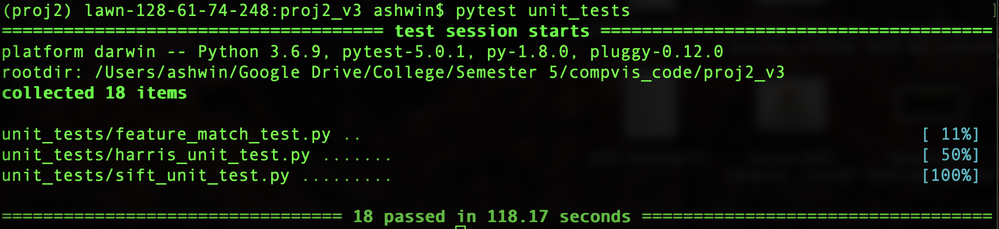 (proj2) lawn-128-61-74-248:proj2_v3 ashwin$ pytest unit_tests ]
===================================== test session starts ======================================
platform darwin -- Python 3.6.9, pytest-5.0.1, py-1.8.0, pluggy-0.12.0
rootdir: /Users/ashwin/Google Drive/College/Semester 5/compvis_code/proj2_v3
collected 18 items
unit_tests/feature_match_test.py .. [ 11%]
unit_tests/harris_unit_test.py ....... [ 50%]
unit_tests/sift_unit_test.py ......... [100%]
================================= 18 passed in 118.17 seconds ==================================